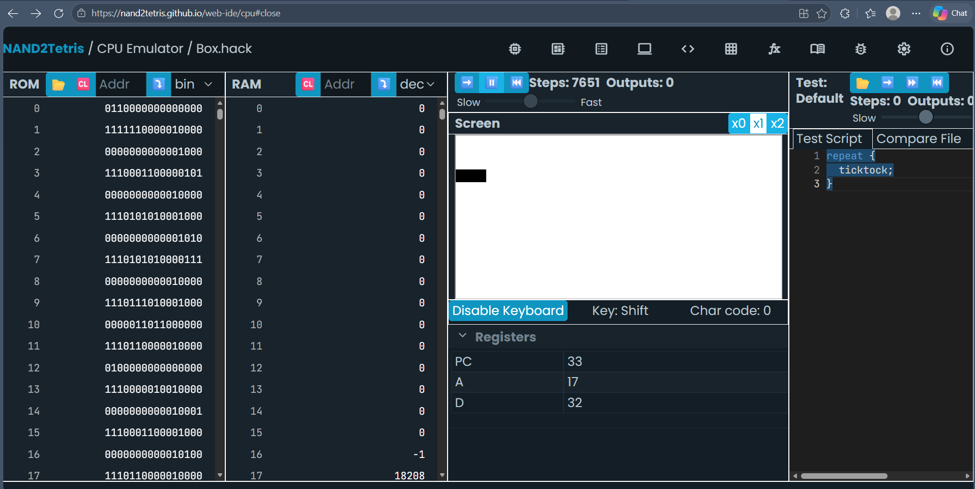 https://nand2tetris.github.io/web-ide/cpu#close
Chat
NAND2Tetris / CPU Emulator / Box.hack
ROM CL Addr bin
0 0110000000000000
1 1111110000010000
2 0000000000001000
3 1110001100000101
4 0000000000010000
5 1110101010001000
6 0000000000001010
7 1110101010000111
8 0000000000010000
9 1110111010001000
10 0000011011000000
11 1110110000010000
12 0100000000000000
13 1110000010010000
14 0000000000010001
15 1110001100001000
16 0000000000010100
17 1110110000010000
RAM CL Addr dec
0 0
1 0
2 0
3 0
4 0
5 0
6 0
7 0
8 0
9 0
10 0
11 0
12 0
13 0
14 0
15 0
16 -1
17 18208
Steps: 7651 Outputs: 0
Slow Fast
Screen x0 x1 x2
Disable Keyboard Key: Shift Char code: 0
Registers
PC 33
A 17
D 32
Test:
Default
Steps: 0 Outputs: 0
Slow
Test Script Compare File
1 repeat {
2 ticktock;
3 }